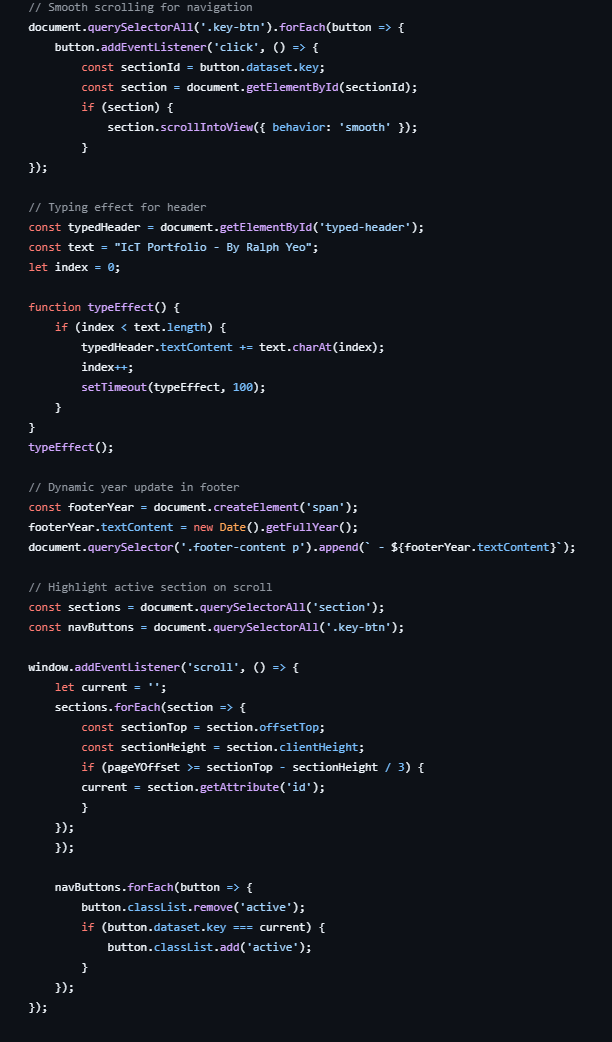 // Smooth scrolling for navigation
document.querySelectorAll('.key-btn').forEach(button => {
    button.addEventListener('click', () => {
        const sectionId = button.dataset.key;
        const section = document.getElementById(sectionId);
        if (section) {
            section.scrollIntoView({ behavior: 'smooth' });
        }
});

// Typing effect for header
const typedHeader = document.getElementById('typed-header');
const text = "IcT Portfolio - By Ralph Yeo";
let index = 0;

function typeEffect() {
    if (index < text.length) {
        typedHeader.textContent += text.charAt(index);
        index++;
        setTimeout(typeEffect, 100);
    }
}
typeEffect();

// Dynamic year update in footer
const footerYear = document.createElement('span');
footerYear.textContent = new Date().getFullYear();
document.querySelector('.footer-content p').append(` - ${footerYear.textContent}`);

// Highlight active section on scroll
const sections = document.querySelectorAll('section');
const navButtons = document.querySelectorAll('.key-btn');

window.addEventListener('scroll', () => {
    let current = '';
    sections.forEach(section => {
        const sectionTop = section.offsetTop;
        const sectionHeight = section.clientHeight;
        if (pageYOffset >= sectionTop - sectionHeight / 3) {
        current = section.getAttribute('id');
        }
    });
    });

    navButtons.forEach(button => {
        button.classList.remove('active');
        if (button.dataset.key === current) {
            button.classList.add('active');
        }
    });
});